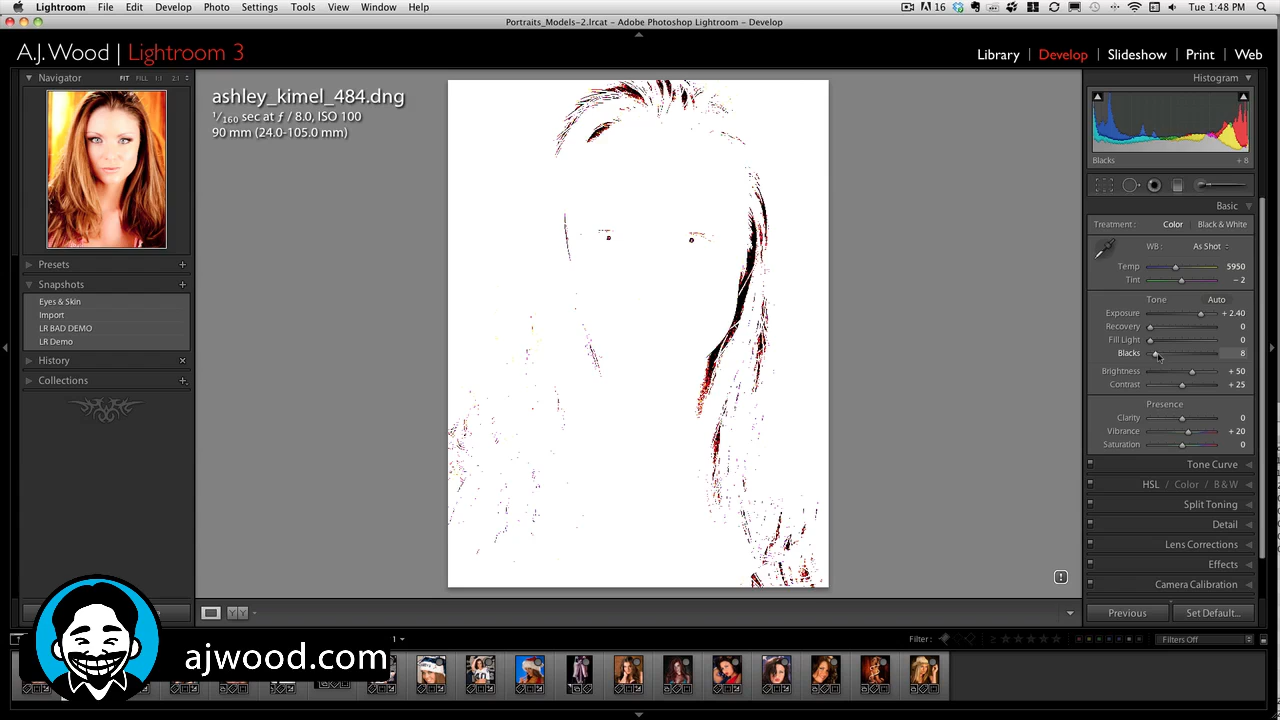 Lightroom File Edit Develop Photo Settings Tools View Window Help
16 Tue 1:48 PM
Portraits_Models-2.lrcat - Adobe Photoshop Lightroom - Develop
A.J.Wood | Lightroom 3
Library | Develop | Slideshow | Print | Web
Navigator FIT FILL 1:1 2:1
ashley_kimel_484.dng
1/160 sec at ƒ / 8.0, ISO 100
90 mm (24.0-105.0 mm)
Presets
Snapshots
Eyes & Skin
Import
LR BAD DEMO
LR Demo
History
Collections
Histogram
Blacks + 8
Basic
Treatment : Color Black & White
WB : As Shot
Temp 5950
Tint – 2
Tone Auto
Exposure + 2.40
Recovery 0
Fill Light 0
Blacks 8
Brightness + 50
Contrast + 25
Presence
Clarity 0
Vibrance + 20
Saturation 0
Tone Curve
HSL / Color / B & W
Split Toning
Detail
Lens Corrections
Effects
Camera Calibration
Previous Set Default...
Filter : Filters Off
ajwood.com